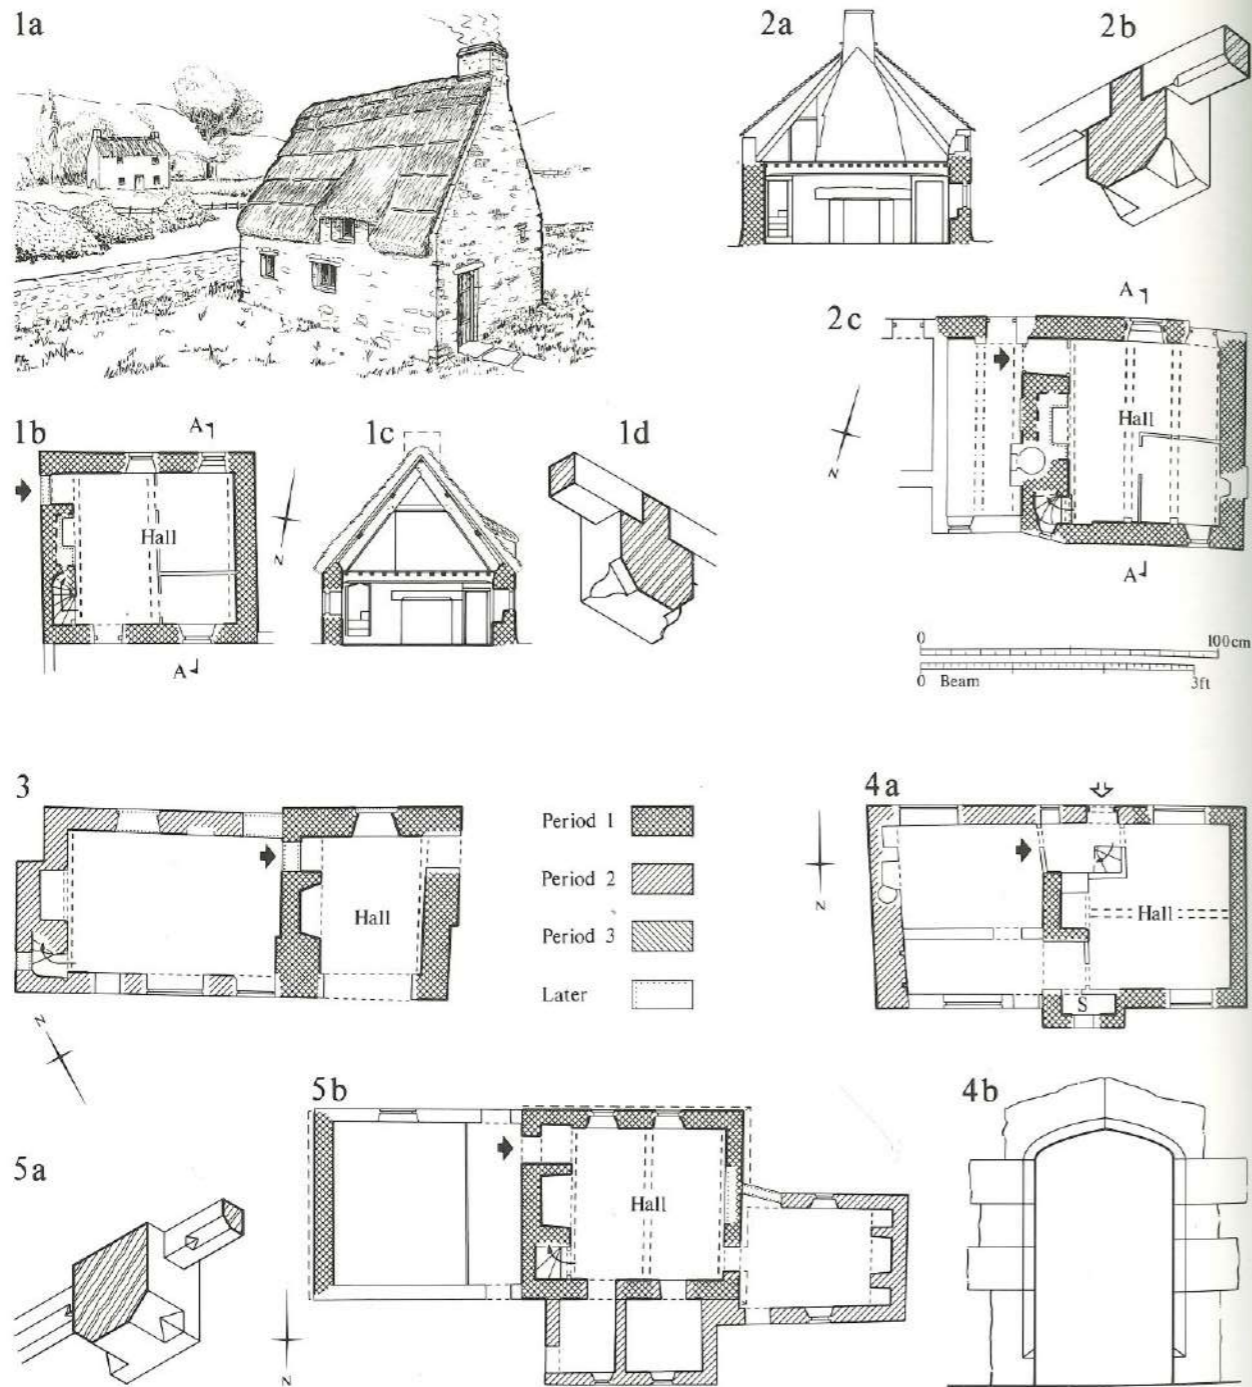 1a
2a
2b
2c
A
Hall
A
N
1b
A
Hall
A
N
1c
1d
0 100cm
0 Beam 3ft
3
Hall
N
Period 1
Period 2
Period 3
Later
4a
Hall
S
N
5a
5b
Hall
N
4b